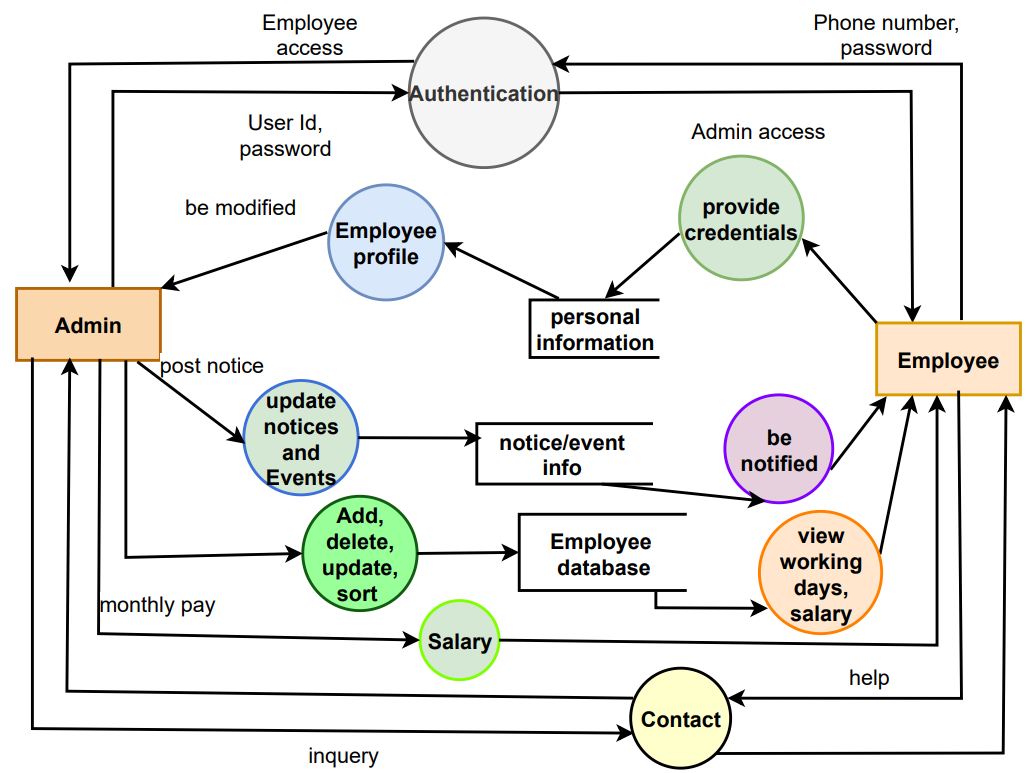 Employee
access
Phone number,
password
Authentication
User Id,
password
Admin access
be modified
Employee
profile
provide
credentials
personal
information
Admin
Employee
post notice
update
notices
and
Events
notice/event
info
be
notified
Add,
delete,
update,
sort
Employee
database
view
working
days,
salary
monthly pay
Salary
help
Contact
inquery